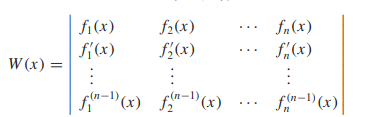 f₁(x) f₂(x) ⋯ fₙ(x)
f₁′(x) f₂′(x) ⋯ fₙ′(x)
W(x) =
⋮ ⋮ ⋮
f₁⁽ⁿ⁻¹⁾(x) f₂⁽ⁿ⁻¹⁾(x) ⋯ fₙ⁽ⁿ⁻¹⁾(x)